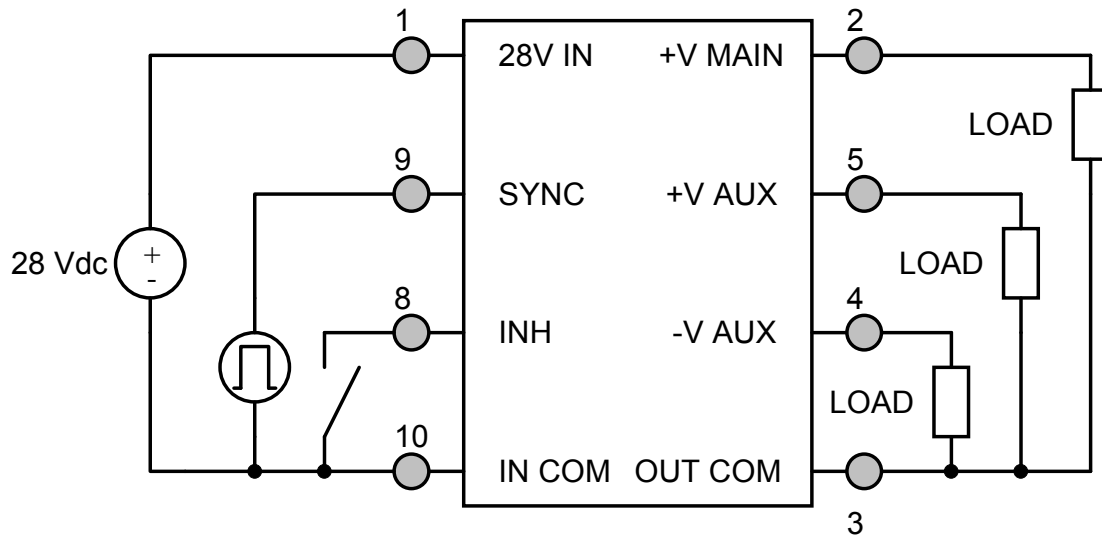 1
2
28V IN
+V MAIN
LOAD
9
5
SYNC
+V AUX
28 Vdc
+
-
LOAD
8
4
INH
-V AUX
LOAD
10
IN COM
OUT COM
3